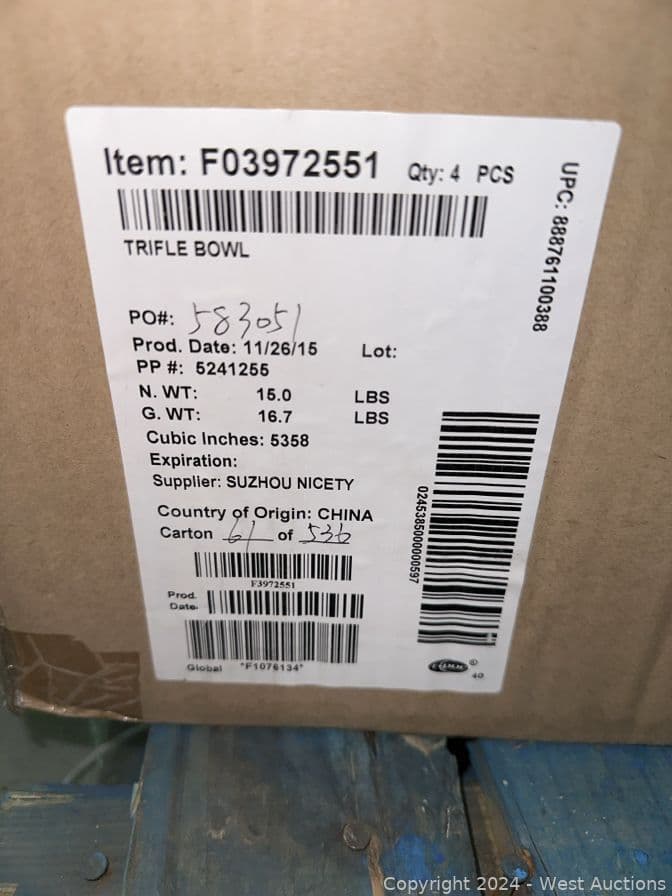 Item: F03972551 Qty: 4 PCS
UPC: 888761100388
TRIFLE BOWL
PO#: 583051
Prod. Date: 11/26/15 Lot:
PP #: 5241255
N. WT: 15.0 LBS
G. WT: 16.7 LBS
Cubic Inches: 5358
Expiration:
Supplier: SUZHOU NICETY
Country of Origin: CHINA
Carton 61 of 536
0245385000000597
F3972551
Prod.
Date
Global *F1076134*
40
Copyright 2024 - West Auctions